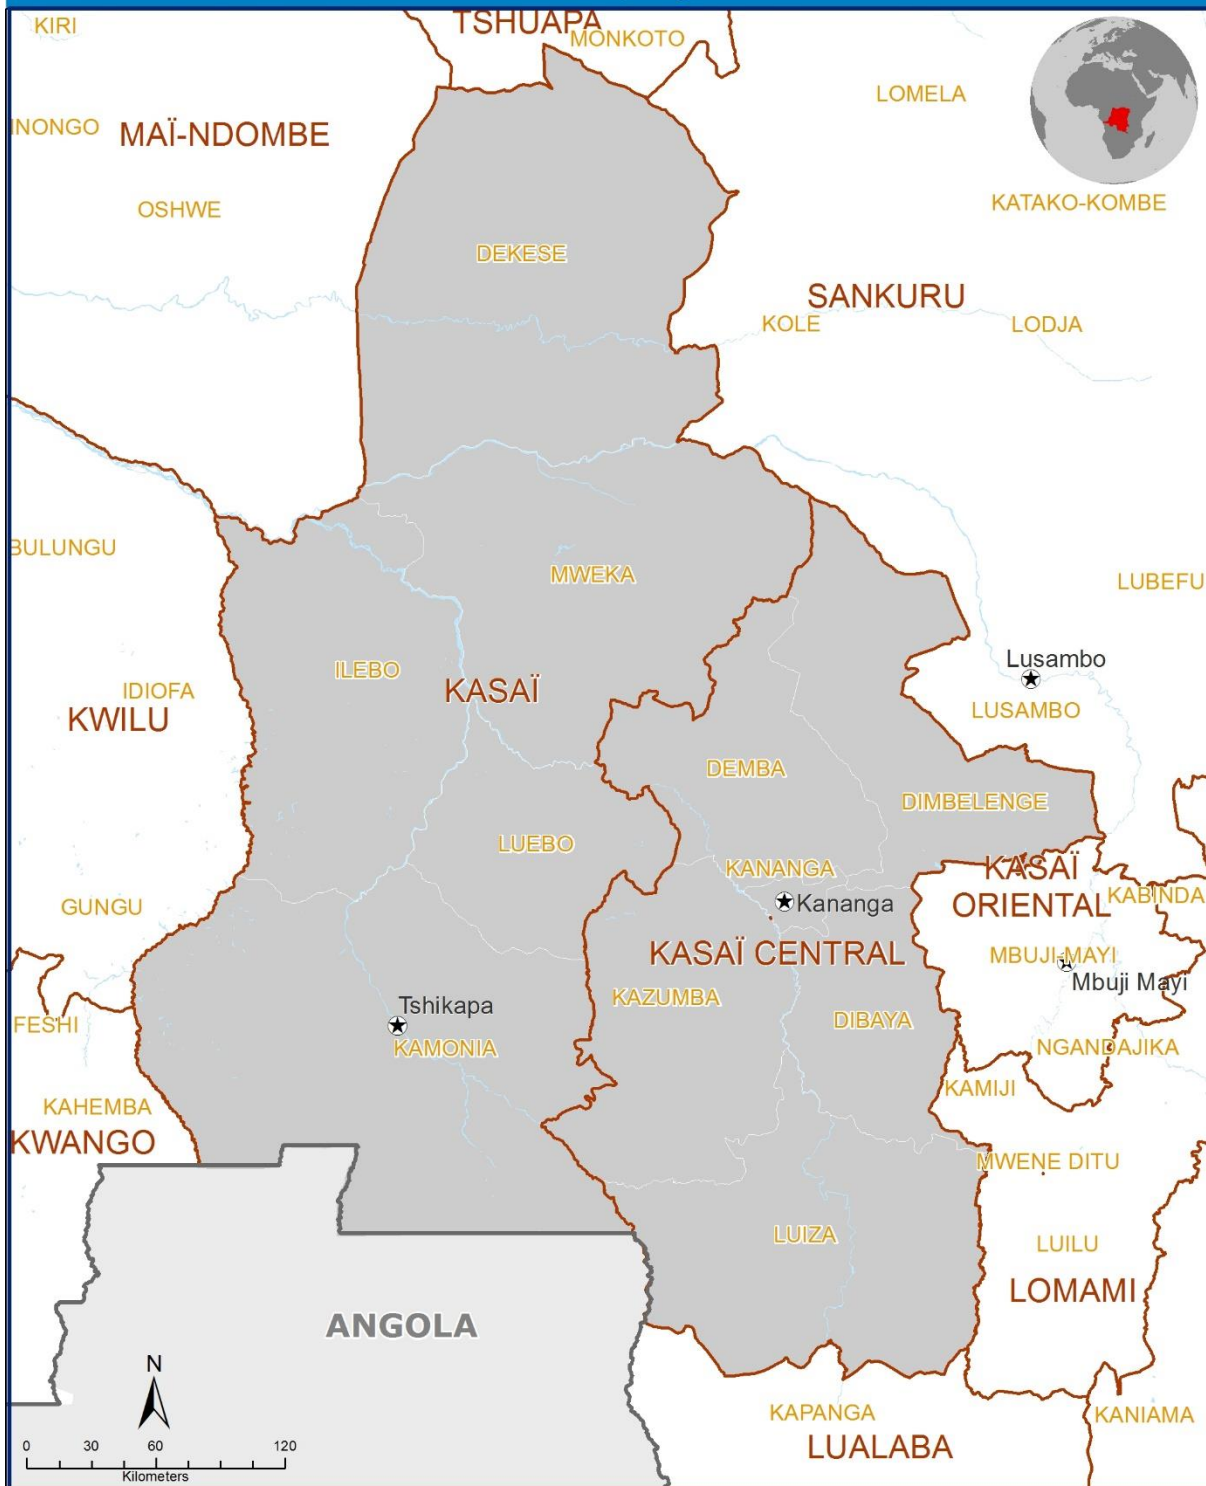 KIRI
TSHUAPA
MONKOTO
LOMELA
INONGO
MAÏ-NDOMBE
OSHWE
KATAKO-KOMBE
DEKESE
SANKURU
KOLE
LODJA
BULUNGU
MWEKA
LUBEFU
ILEBO
Lusambo
IDIOFA
KASAÏ
LUSAMBO
KWILU
DEMBA
DIMBELENGE
LUEBO
KANANGA
KASAÏ
ORIENTAL
KABINDA
GUNGU
Kananga
KASAÏ CENTRAL
MBUJI-MAYI
Mbuji Mayi
KAZUMBA
Tshikapa
DIBAYA
FESHI
KAMONIA
NGANDAJIKA
KAMIJI
KAHEMBA
KWANGO
MWENE DITU
LUIZA
LUILU
LOMAMI
ANGOLA
N
KAPANGA
KANIAMA
LUALABA
0 30 60 120
Kilometers